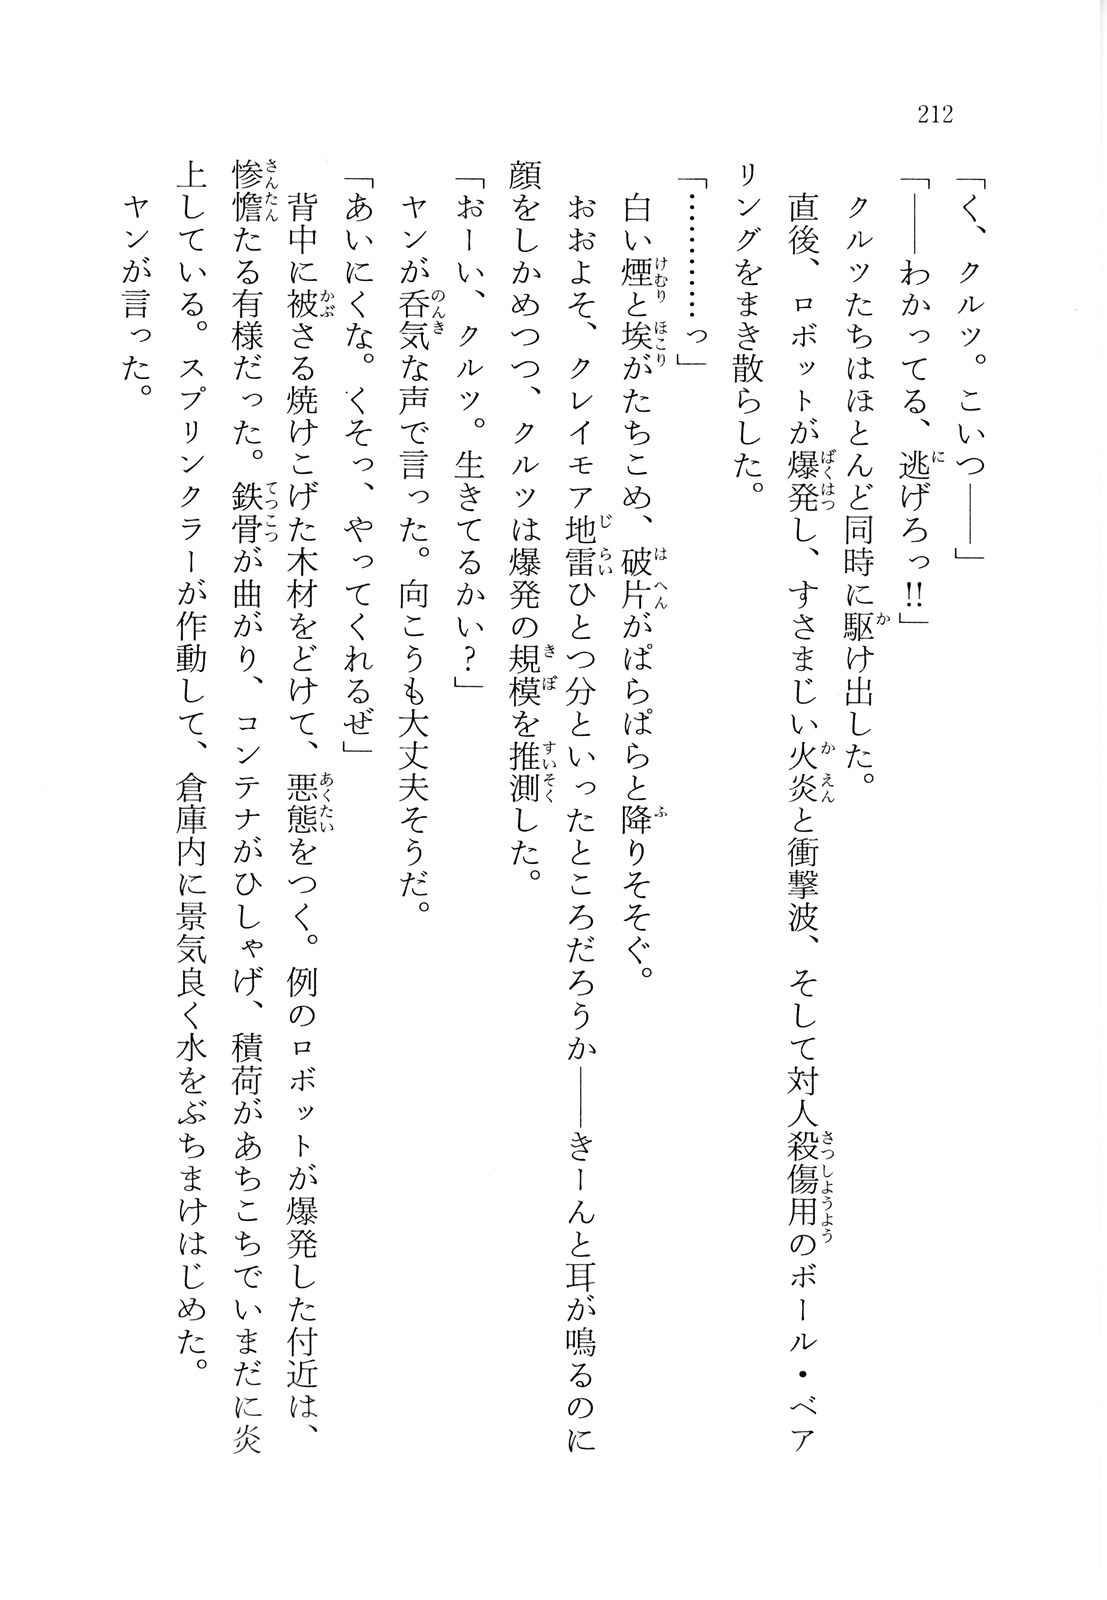 212
「く、クルツ。こいつ――」
「――わかってる、逃げろっ!!」
クルツたちはほとんど同時に駆け出した。
直後、ロボットが爆発し、すさまじい火炎と衝撃波、そして対人殺傷用のボール・ベア
リングをまき散らした。
「…………っ」
白い煙と埃がたちこめ、破片がぱらぱらと降りそそぐ。
おおよそ、クレイモア地雷ひとつ分といったところだろうか――きーんと耳が鳴るのに
顔をしかめつつ、クルツは爆発の規模を推測した。
「おーい、クルツ。生きてるかい?」
ヤンが呑気な声で言った。向こうも大丈夫そうだ。
「あいにくな。くそっ、やってくれるぜ」
背中に被さる焼けこげた木材をどけて、悪態をつく。例のロボットが爆発した付近は、
惨憺たる有様だった。鉄骨が曲がり、コンテナがひしゃげ、積荷があちこちでいまだに炎
上している。スプリンクラーが作動して、倉庫内に景気良く水をぶちまけはじめた。
ヤンが言った。